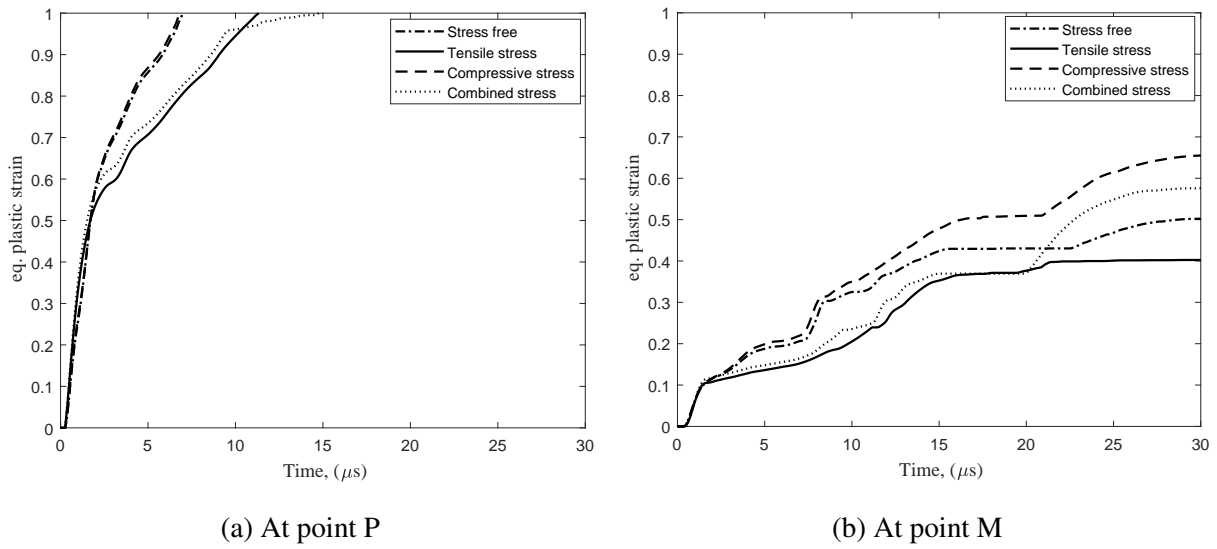 1
0.9
0.8
0.7
0.6
0.5
0.4
0.3
0.2
0.1
0
0
5
10
15
20
25
30
eq. plastic strain
Time, (μs)
Stress free
Tensile stress
Compressive stress
Combined stress
(a) At point P
1
0.9
0.8
0.7
0.6
0.5
0.4
0.3
0.2
0.1
0
0
5
10
15
20
25
30
eq. plastic strain
Time, (μs)
Stress free
Tensile stress
Compressive stress
Combined stress
(b) At point M